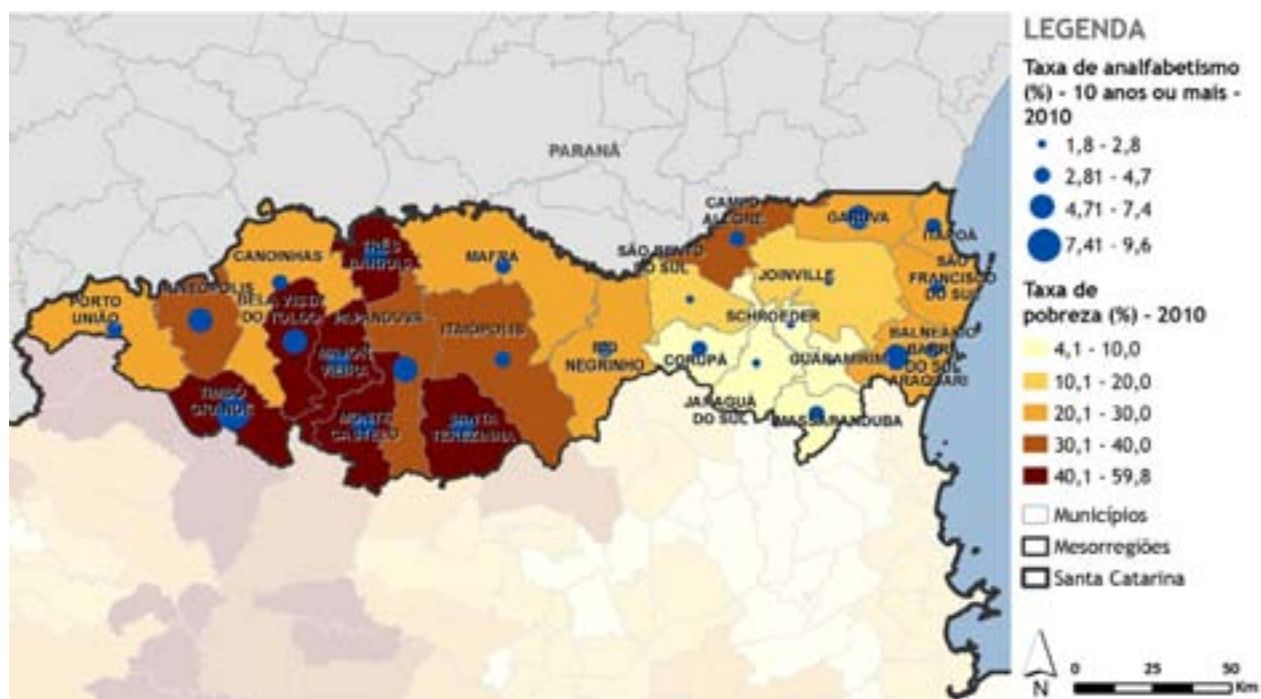 PARANÁ
CAMPO
ALEGRE
GARUVA
ITAPOÁ
TRÊS
BARRAS
SÃO BENTO
DO SUL
MAFRA
CANOINHAS
JOINVILLE
SÃO
FRANCISCO
DO SUL
IRINEÓPOLIS
BELA VISTA
DO TOLDO
PORTO
UNIÃO
PAPANDUVA
ITAIÓPOLIS
SCHROEDER
BALNEÁRIO
BARRA
DO SUL
ARAQUARI
MAJOR
VIEIRA
RIO
NEGRINHO
CORUPÁ
GUARAMIRIM
TIMBÓ
GRANDE
MONTE
CASTELO
SANTA
TEREZINHA
JARAGUÁ
DO SUL
MASSARANDUBA
LEGENDA
Taxa de analfabetismo
(%) - 10 anos ou mais -
2010
1,8 - 2,8
2,81 - 4,7
4,71 - 7,4
7,41 - 9,6
Taxa de
pobreza (%) - 2010
4,1 - 10,0
10,1 - 20,0
20,1 - 30,0
30,1 - 40,0
40,1 - 59,8
Municípios
Mesorregiões
Santa Catarina
N
0 25 50
Km